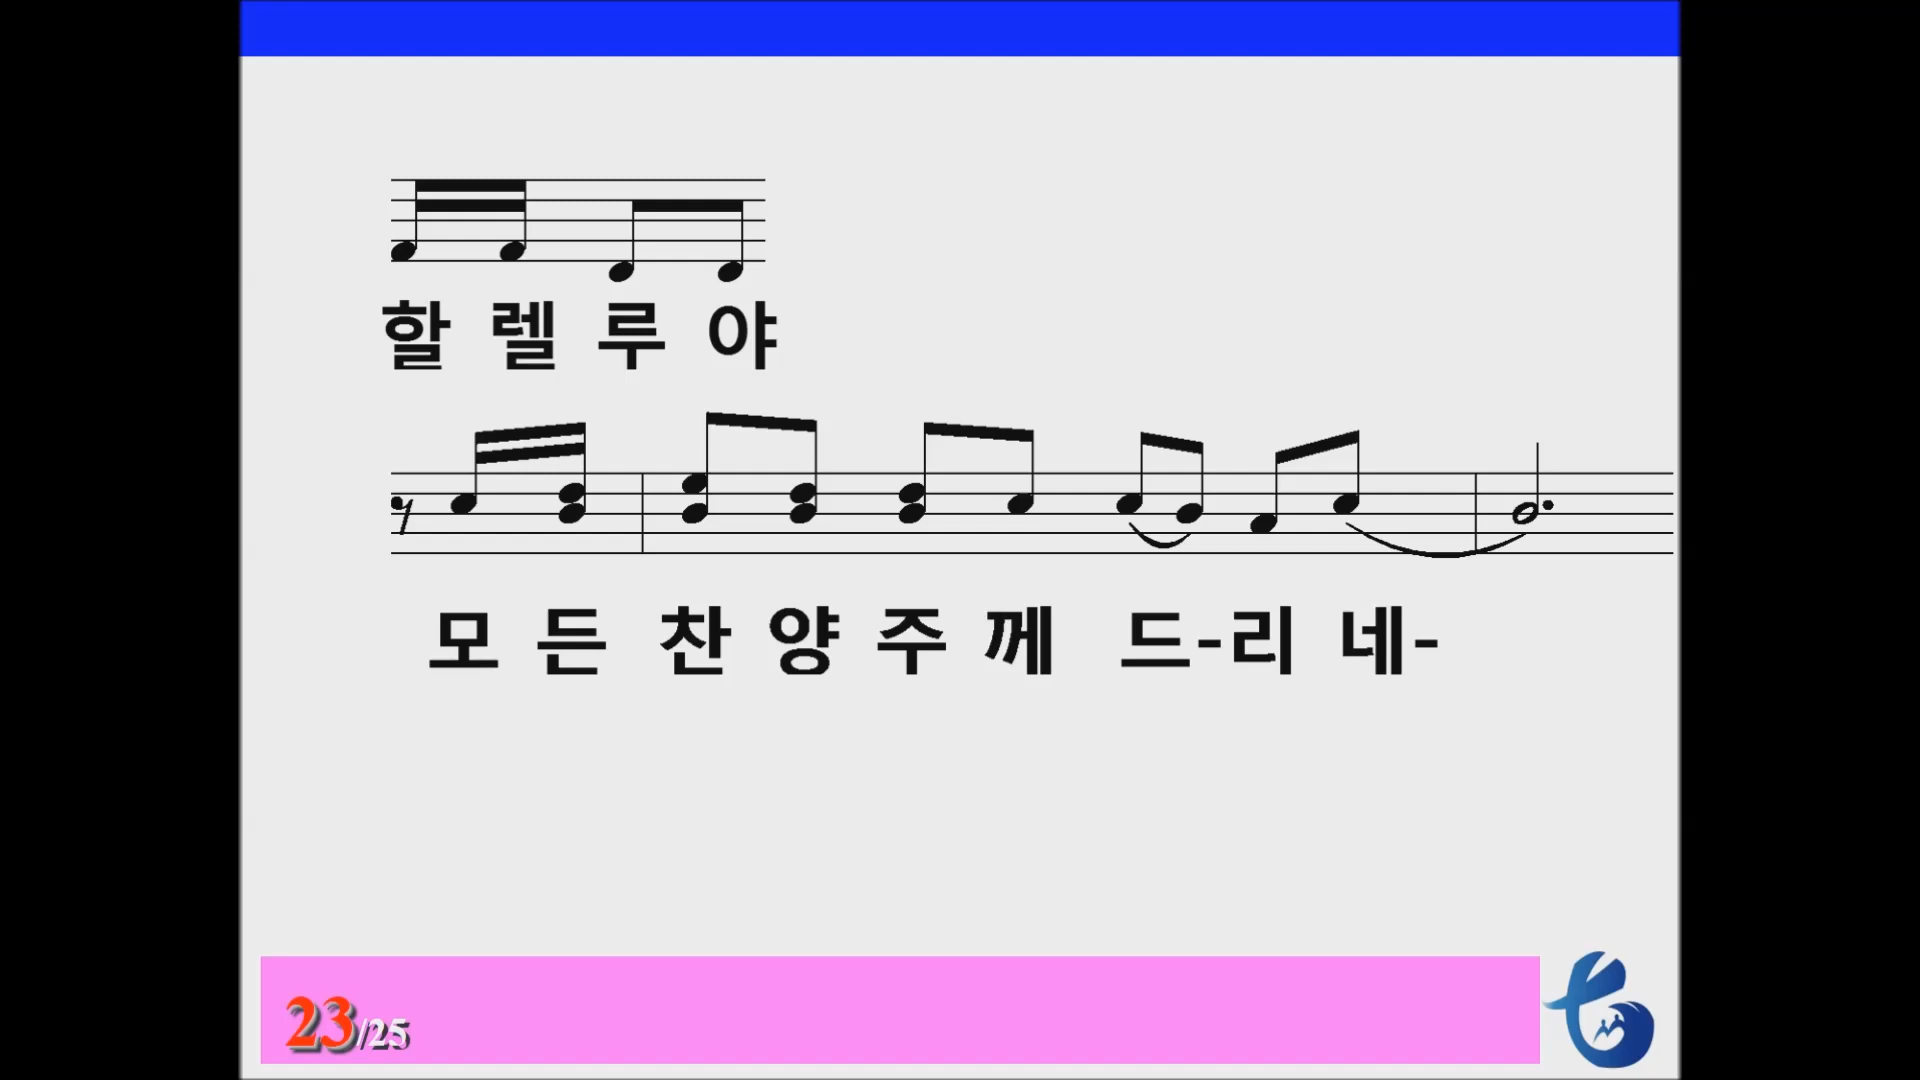 할 렐 루 야
모 든 찬 양 주 께 드-리 네-
23/25